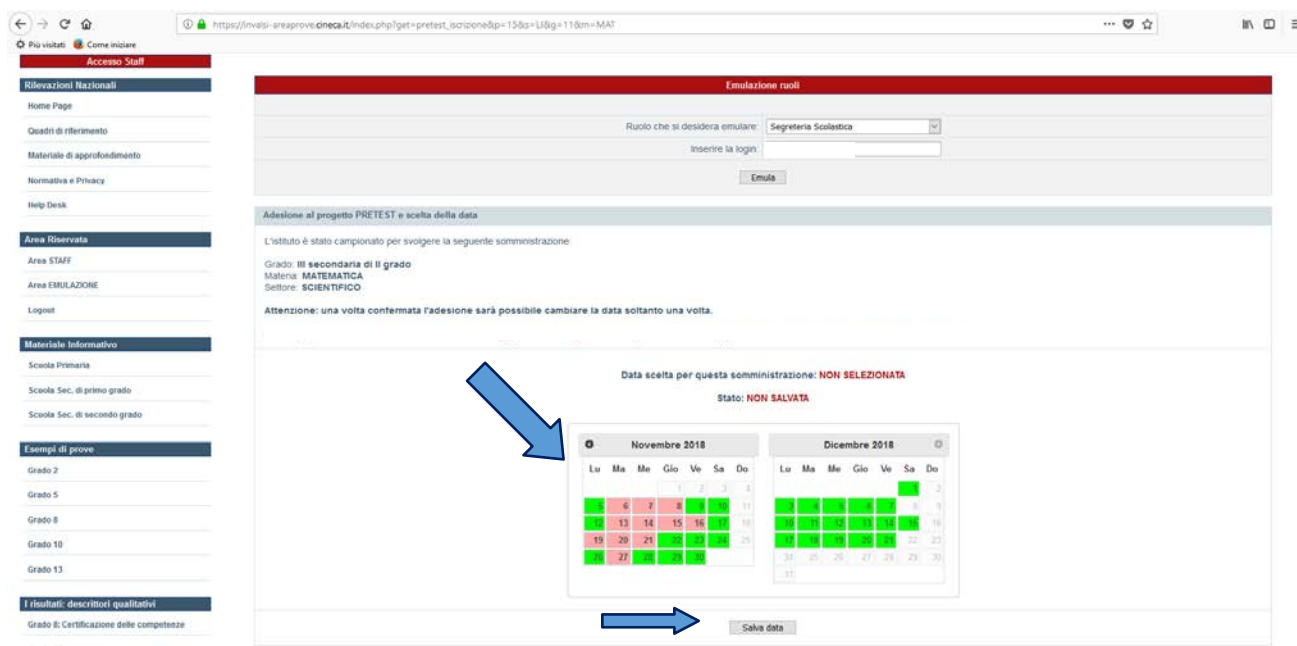 https://invalsi-areaprove.cineca.it/index.php?get=pretest_iscrizione&p=15&s=LI&ig=11&m=MAT
Più visitati Come iniziare
Accesso Staff
Rilevazioni Nazionali
Home Page
Quadri di riferimento
Materiale di approfondimento
Normativa e Privacy
Help Desk
Area Riservata
Area STAFF
Area EMULAZIONE
Logout
Materiale Informativo
Scuola Primaria
Scuola Sec. di primo grado
Scuola Sec. di secondo grado
Esempi di prove
Grado 2
Grado 5
Grado 8
Grado 10
Grado 13
I risultati: descrittori qualitativi
Grado 8: Certificazione delle competenze
Emulazione ruoli
Ruolo che si desidera emulare: Segreteria Scolastica
Inserire la login:
Emula
Adesione al progetto PRETEST e scelta della data
L'istituto è stato campionato per svolgere la seguente somministrazione:
Grado: III secondaria di II grado
Materia: MATEMATICA
Settore: SCIENTIFICO
Attenzione: una volta confermata l'adesione sarà possibile cambiare la data soltanto una volta.
Data scelta per questa somministrazione: NON SELEZIONATA
Stato: NON SALVATA
Novembre 2018
Lu Ma Me Gio Ve Sa Do
1 2 3 4
5 6 7 8 9 10 11
12 13 14 15 16 17 18
19 20 21 22 23 24 25
26 27 28 29 30
Dicembre 2018
Lu Ma Me Gio Ve Sa Do
1 2
3 4 5 6 7 8 9
10 11 12 13 14 15 16
17 18 19 20 21 22 23
24 25 26 27 28 29 30
31
Salva data